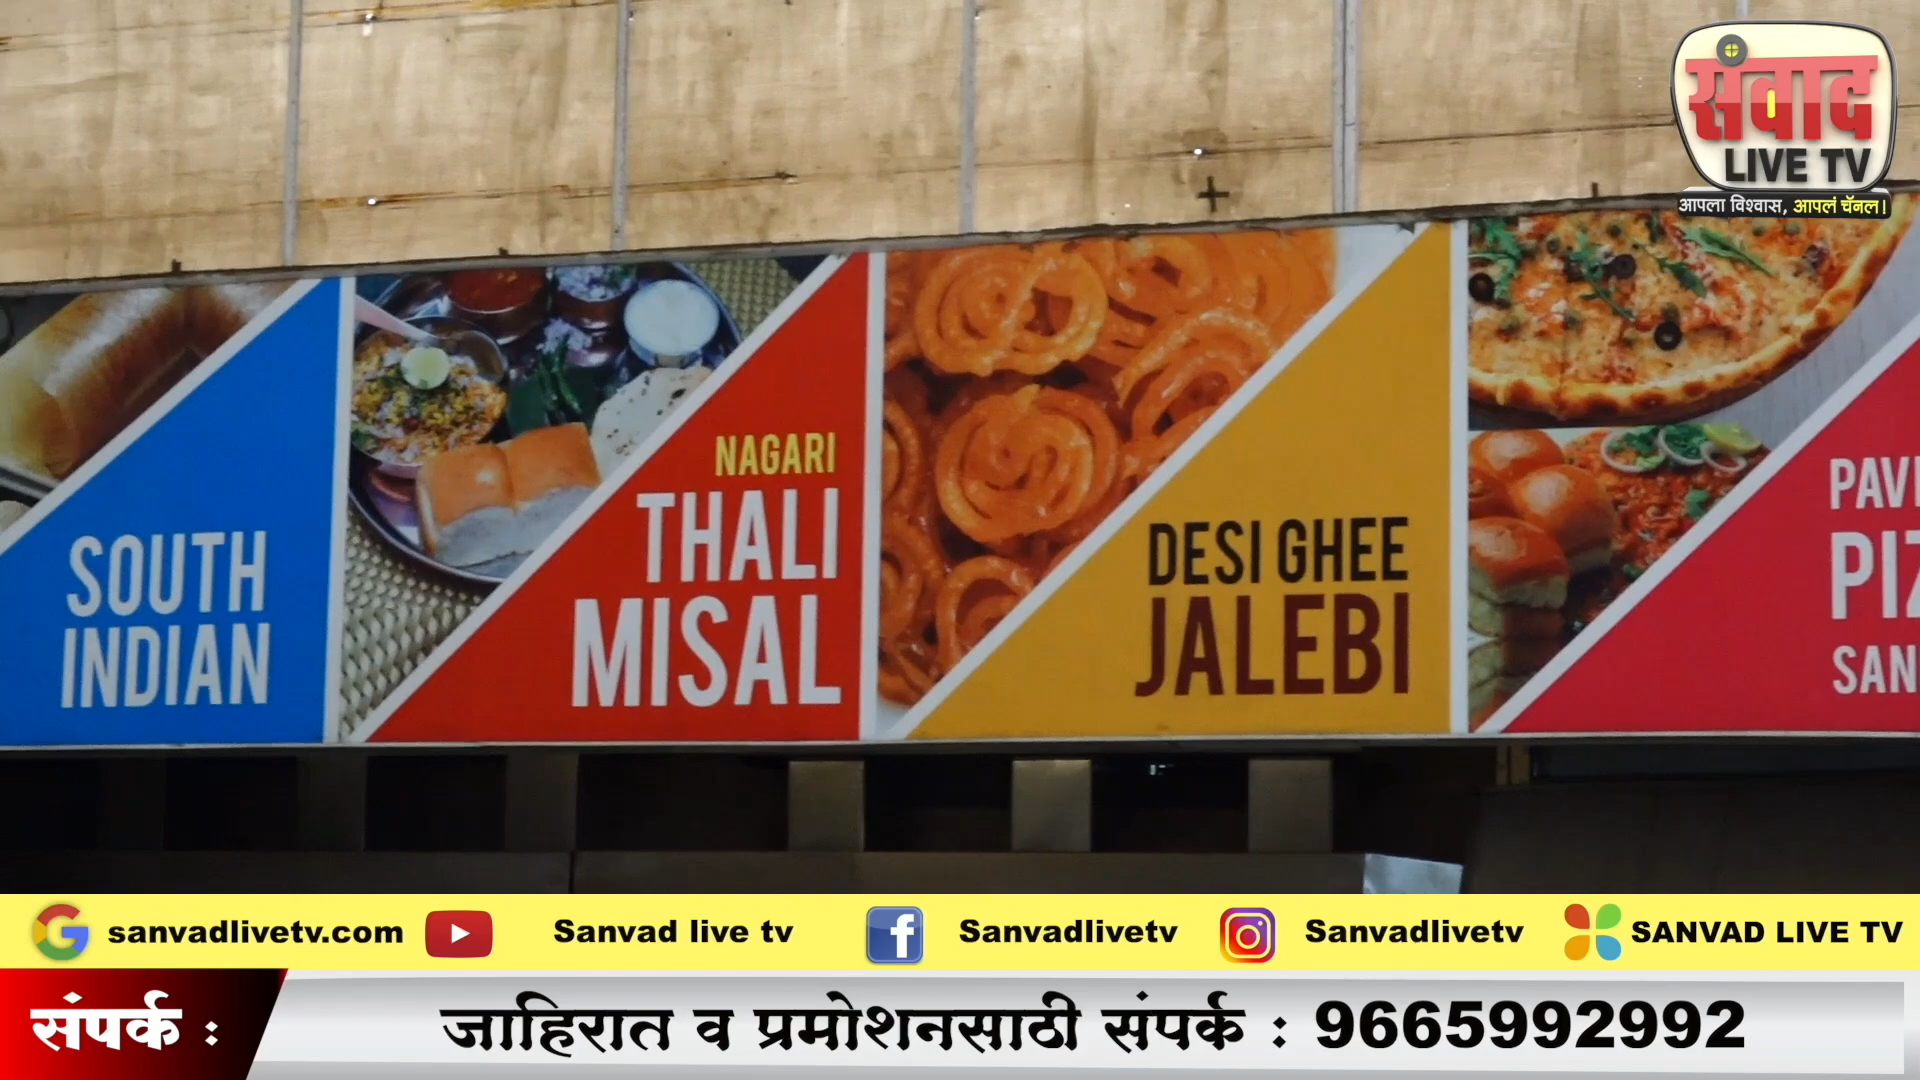 संवाद
LIVE TV
आपला विश्वास, आपलं चॅनल!
SOUTH
INDIAN
NAGARI
THALI
MISAL
DESI GHEE
JALEBI
sanvadlivetv.com
Sanvad live tv
Sanvadlivetv
Sanvadlivetv
SANVAD LIVE TV
संपर्क :
जाहिरात व प्रमोशनसाठी संपर्क : 9665992992